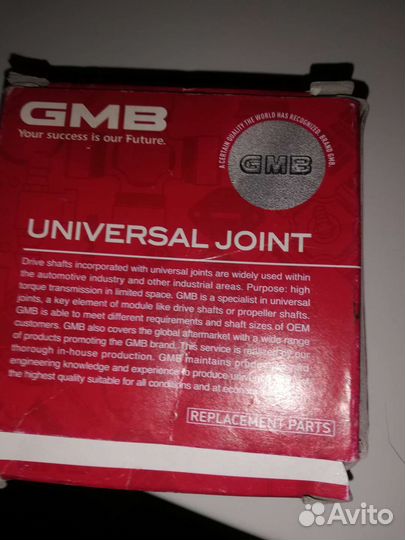 GMB
Your success is our Future.
A CERTAIN QUALITY THE WORLD HAS RECOGNIZED, BRAND GMB.
GMB
UNIVERSAL JOINT
Drive shafts incorporated with universal joints are widely used within
the automotive industry and other industrial areas. Purpose: high
torque transmission in limited space. GMB is a specialist in universal
joints, a key element of module like drive shafts or propeller shafts.
GMB is able to meet different requirements and shaft sizes of OEM
customers. GMB also covers the global aftermarket with a wide range
of products promoting the GMB brand. This service is realized by our
thorough in-house production. GMB maintains
engineering knowledge and experience to produce
the highest quality suitable for all conditions and at
REPLACEMENT PARTS
Avito